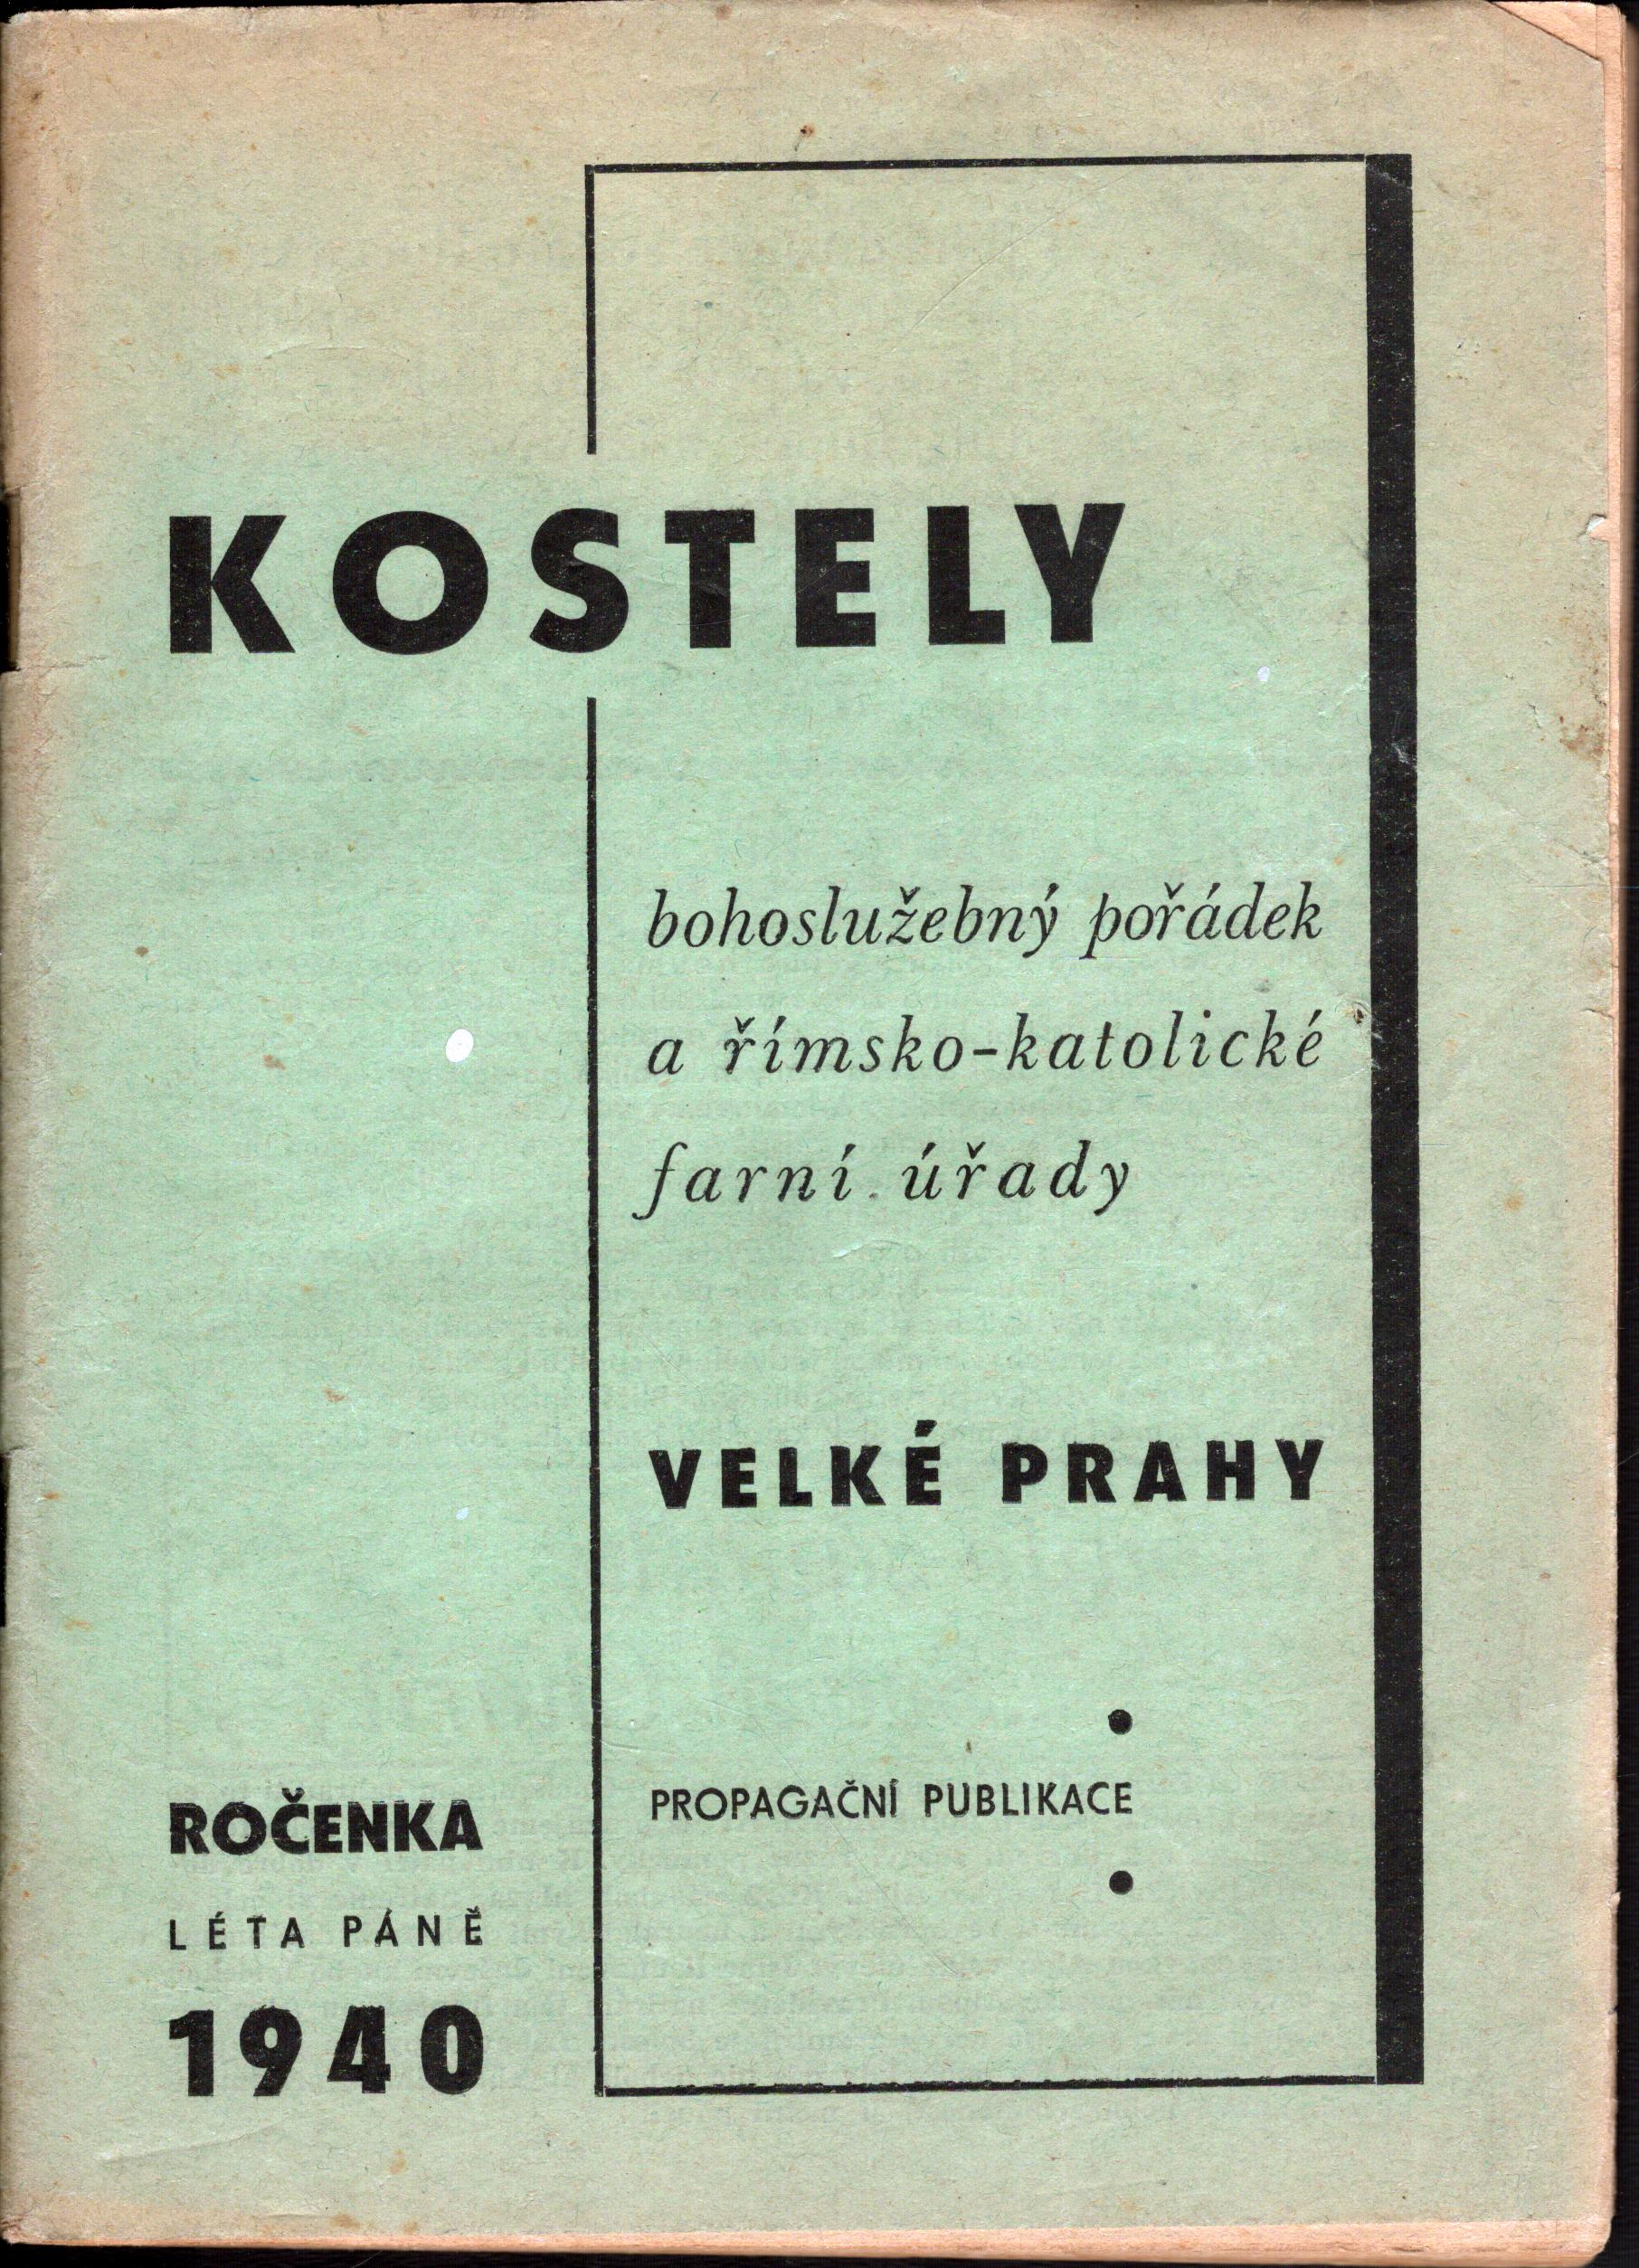 KOSTELY
bohoslužebný pořádek
a římsko-katolické
farní úřady
VELKÉ PRAHY
PROPAGAČNÍ PUBLIKACE
ROČENKA
LÉTA PÁNĚ
1940